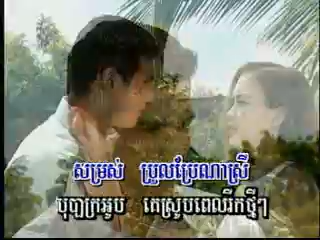 សម្រស់ ប្រួលប្រែណាស្រី
បុប្ផាក្រអូប គេស្រូបពេលរីកថ្មីៗ